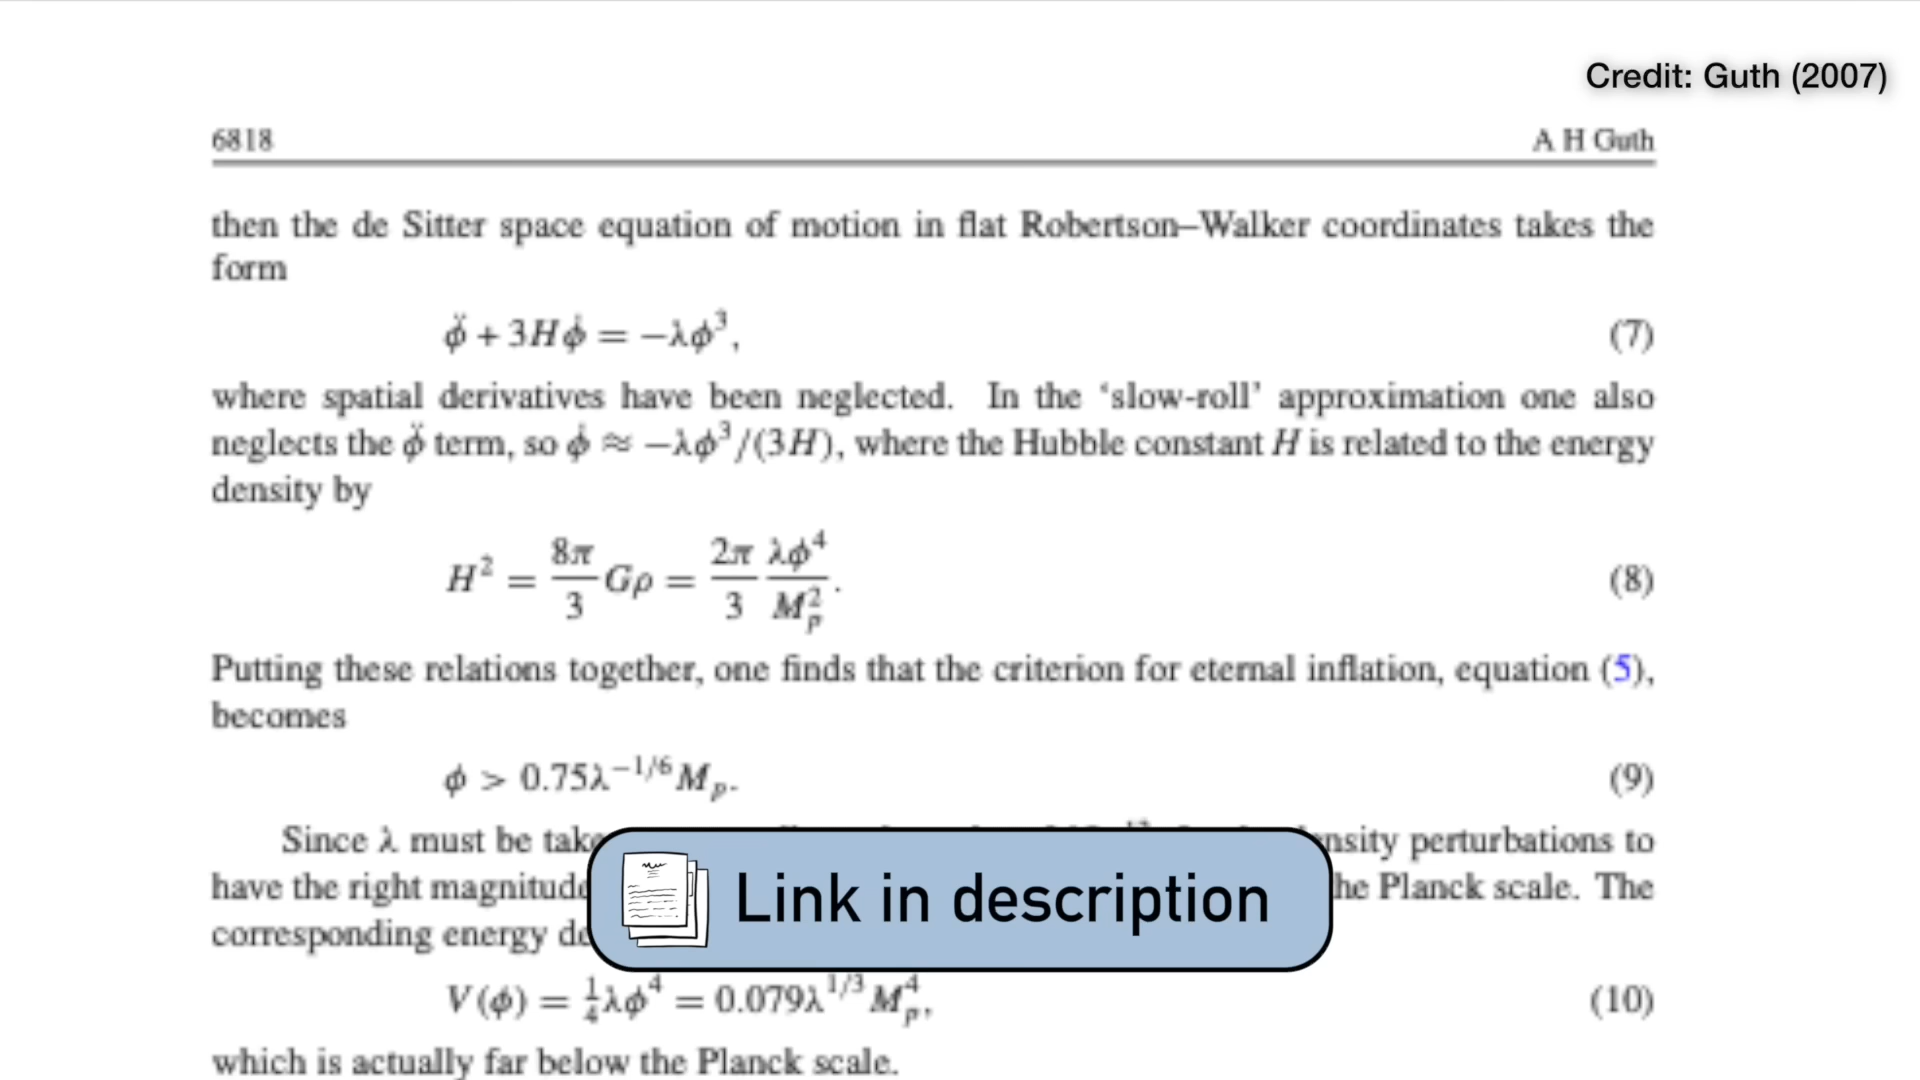 Credit: Guth (2007)
6818 A H Guth
then the de Sitter space equation of motion in flat Robertson–Walker coordinates takes the
form
ϕ̈ + 3Hϕ̇ = −λϕ³, (7)
where spatial derivatives have been neglected. In the ‘slow-roll’ approximation one also
neglects the ϕ̈ term, so ϕ̇ ≈ −λϕ³/(3H), where the Hubble constant H is related to the energy
density by
H² = 8π/3 Gρ = 2π/3 λϕ⁴/M_p². (8)
Putting these relations together, one finds that the criterion for eternal inflation, equation (5),
becomes
ϕ > 0.75λ^{−1/6} M_p. (9)
Since λ must be perturbations to
have the right the Planck scale. The
corresponding energy
Link in description
V(ϕ) = ¼λϕ⁴ = 0.079λ^{1/3} M_p⁴, (10)
which is actually far below the Planck scale.